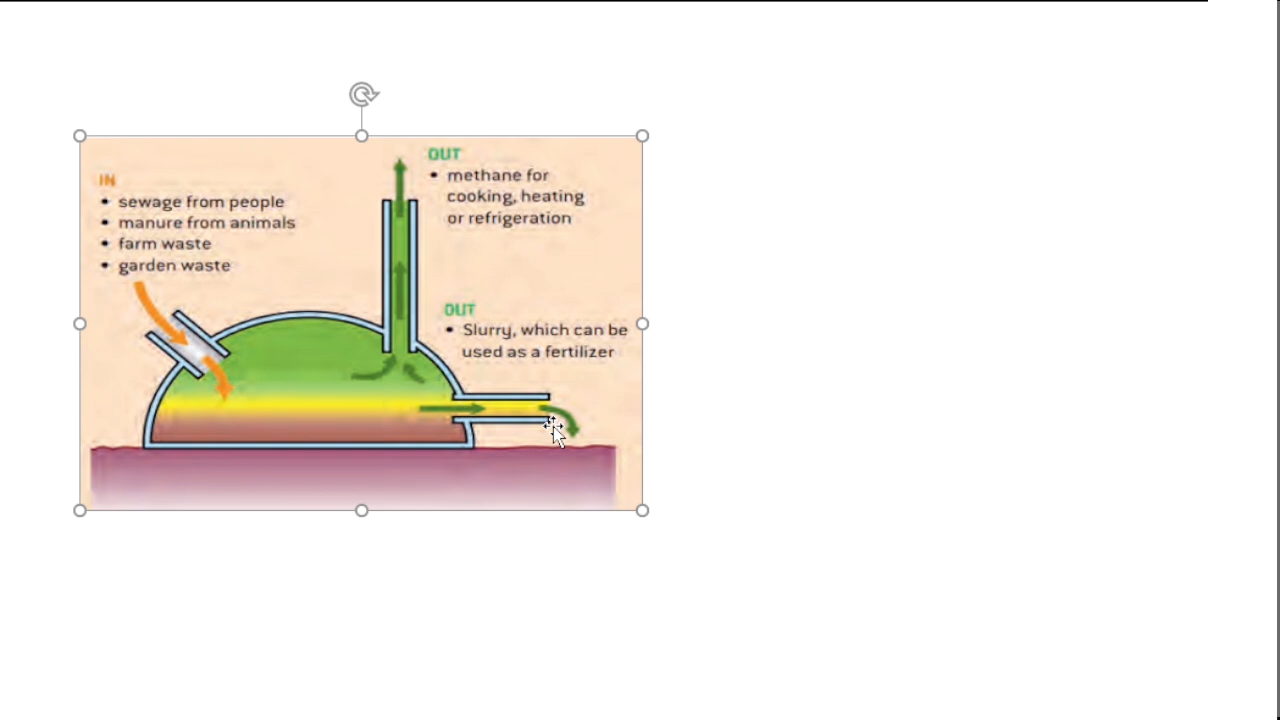 IN
• sewage from people
• manure from animals
• farm waste
• garden waste
OUT
• methane for
cooking, heating
or refrigeration
OUT
• Slurry, which can be
used as a fertilizer